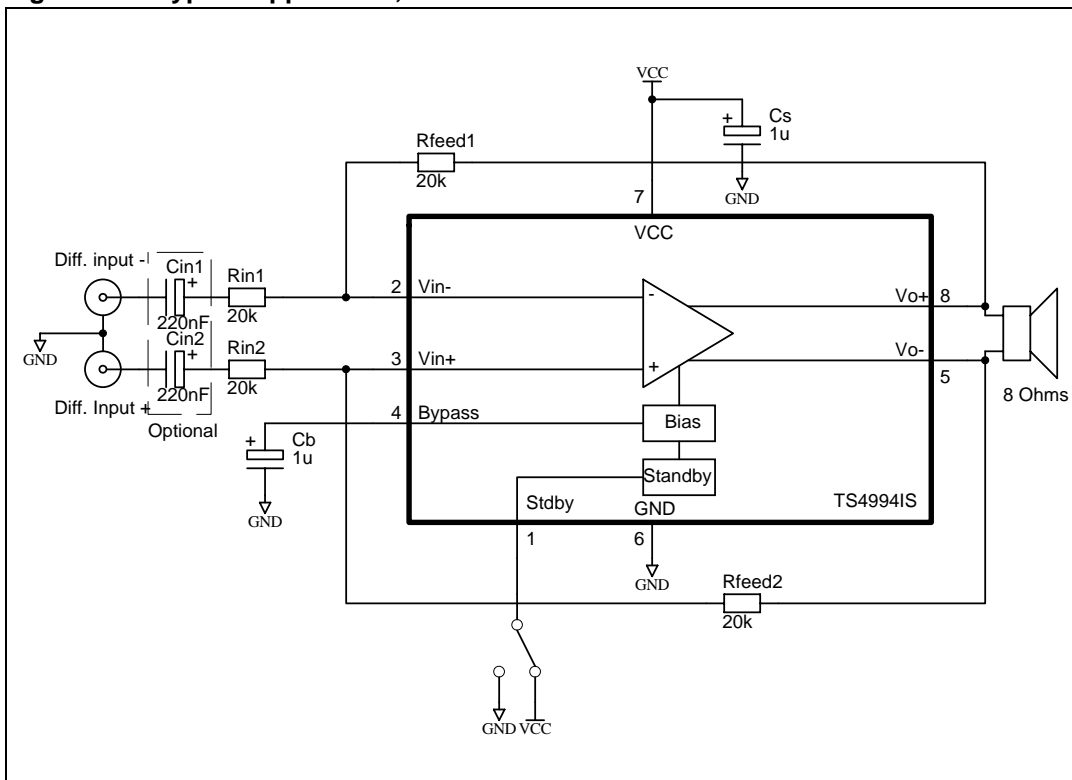 VCC
+
Cs
1u
GND
Rfeed1
20k
7
VCC
Diff. input -
Cin1
+
220nF
Rin1
20k
2
Vin-
-
Vo+
8
GND
Cin2
+
220nF
Rin2
20k
3
Vin+
+
Vo-
5
8 Ohms
Diff. Input +
Optional
4
Bypass
Bias
+
Cb
1u
GND
Standby
Stdby
GND
TS4994IS
1
6
GND
Rfeed2
20k
GND
VCC